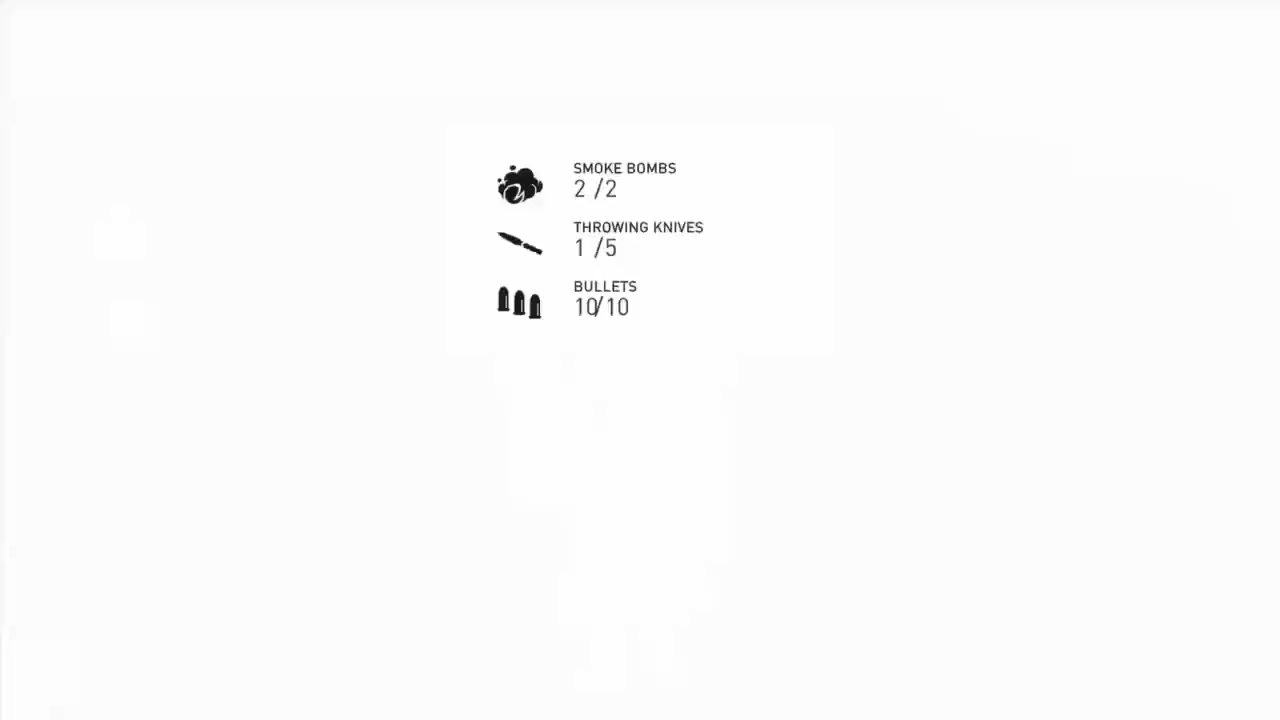 SMOKE BOMBS
2 /2
THROWING KNIVES
1 /5
BULLETS
10/10